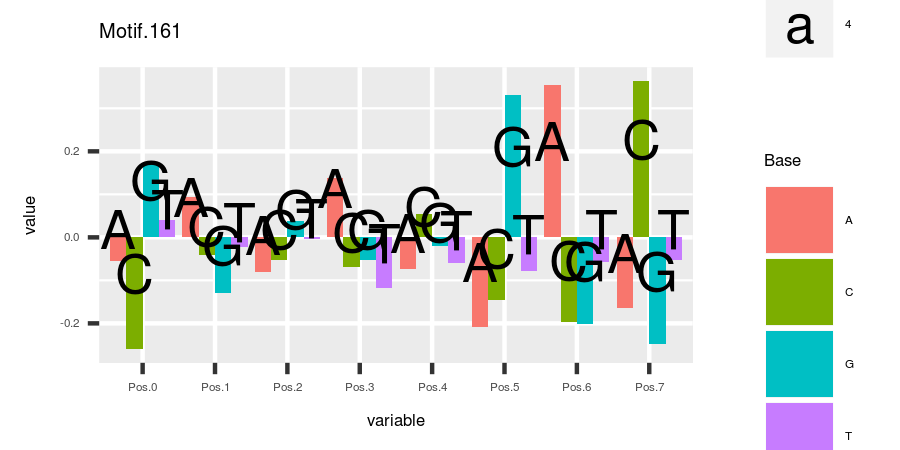 Motif.161
value
0.2
0.0
-0.2
A C G T A C G T A C G T A C G T A C G T A C G T A C G T A C G T
Pos.0 Pos.1 Pos.2 Pos.3 Pos.4 Pos.5 Pos.6 Pos.7
variable
a 4
Base
A
C
G
T